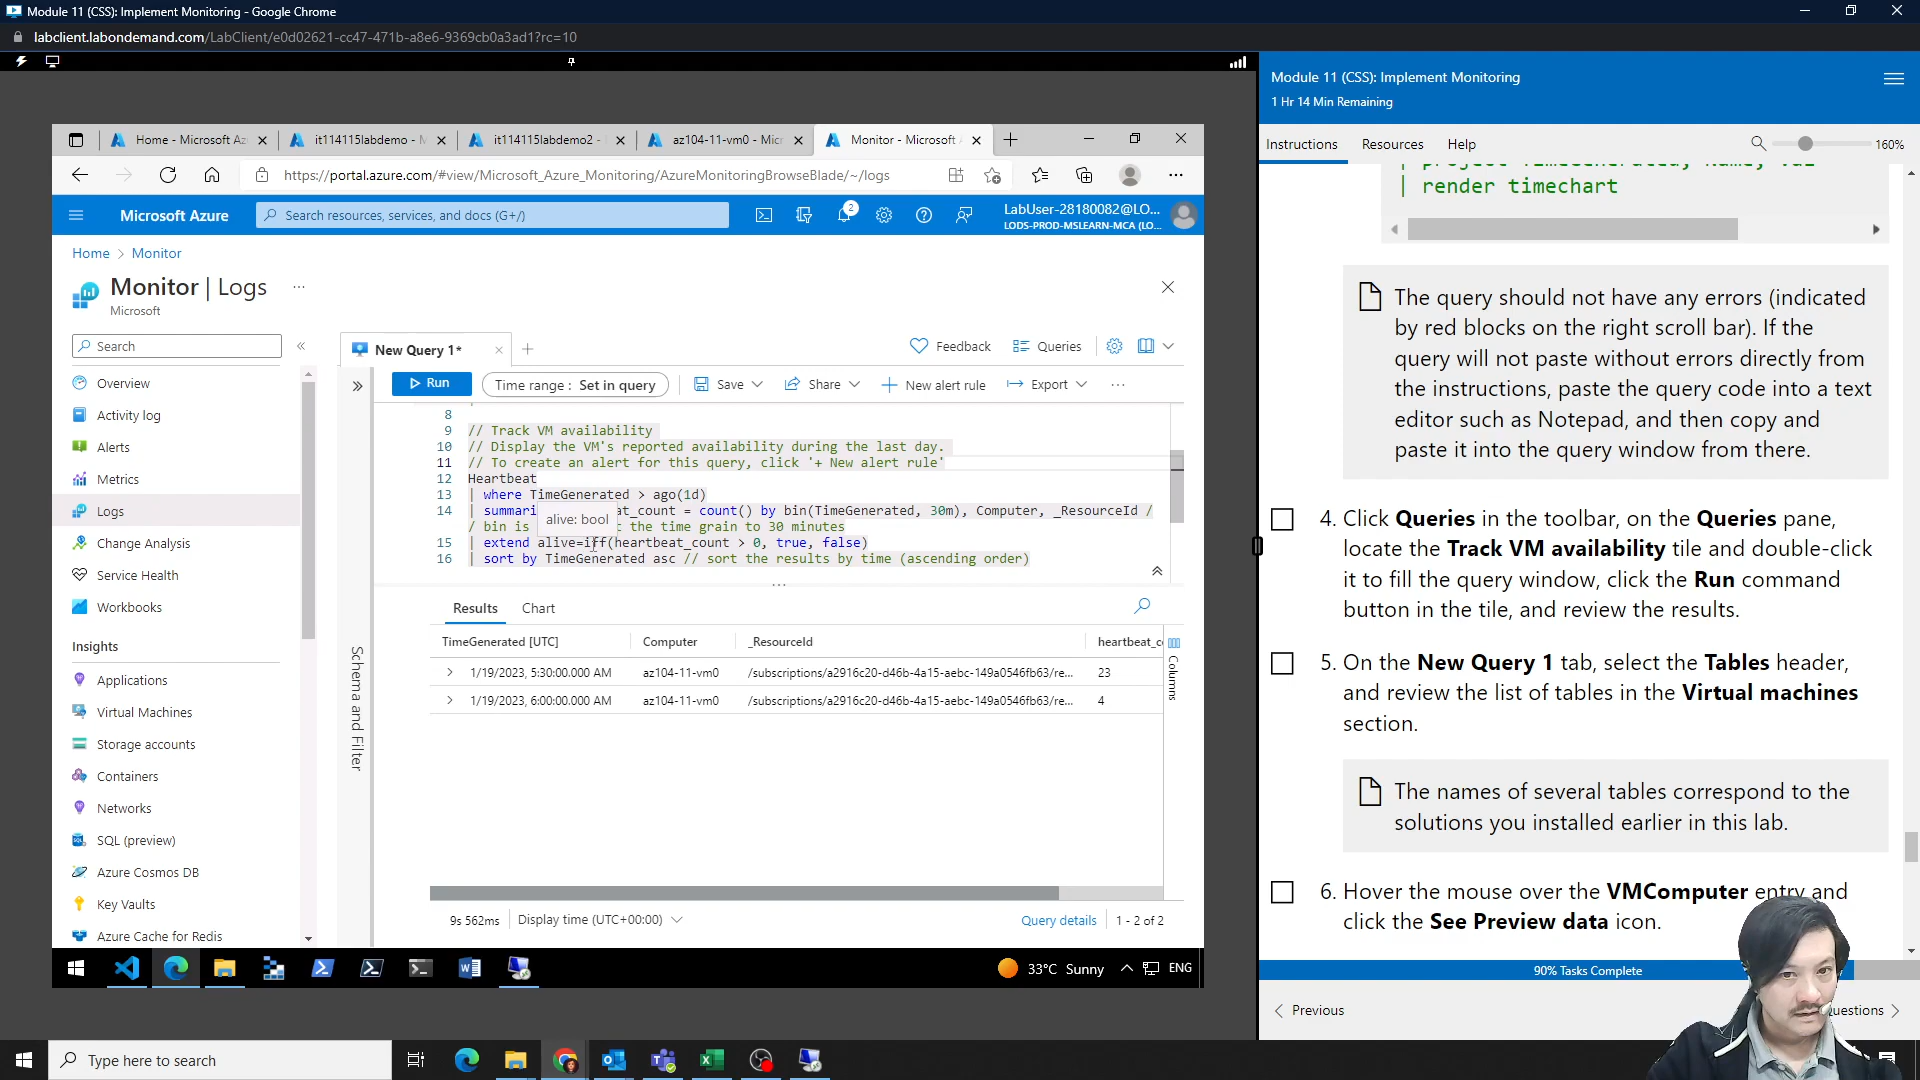 Module 11 (CSS): Implement Monitoring - Google Chrome
labclient.labondemand.com/LabClient/e0d02621-cc47-471b-a8e6-9369cb0a3ad1?rc=10
Home - Microsoft Az
it114115labdemo - M
it114115labdemo2 -
az104-11-vm0 - Micr
Monitor - Microsoft A
https://portal.azure.com/#view/Microsoft_Azure_Monitoring/AzureMonitoringBrowseBlade/~/logs
Microsoft Azure
Search resources, services, and docs (G+/)
2
LabUser-28180082@LO...
LODS-PROD-MSLEARN-MCA (LO...
Home > Monitor
Monitor | Logs ...
Microsoft
Search
Overview
Activity log
Alerts
Metrics
Logs
Change Analysis
Service Health
Workbooks
Insights
Applications
Virtual Machines
Storage accounts
Containers
Networks
SQL (preview)
Azure Cosmos DB
Key Vaults
Azure Cache for Redis
New Query 1*
Feedback
Queries
Run
Time range : Set in query
Save
Share
New alert rule
Export
Schema and Filter
8
9 // Track VM availability
10 // Display the VM's reported availability during the last day.
11 // To create an alert for this query, click '+ New alert rule'
12 Heartbeat
13 | where TimeGenerated > ago(1d)
14 | summari at_count = count() by bin(TimeGenerated, 30m), Computer, _ResourceId /
/ bin is t the time grain to 30 minutes
alive: bool
15 | extend alive=iff(heartbeat_count > 0, true, false)
16 | sort by TimeGenerated asc // sort the results by time (ascending order)
Results
Chart
TimeGenerated [UTC] Computer _ResourceId heartbeat_c
1/19/2023, 5:30:00.000 AM az104-11-vm0 /subscriptions/a2916c20-d46b-4a15-aebc-149a0546fb63/re... 23
1/19/2023, 6:00:00.000 AM az104-11-vm0 /subscriptions/a2916c20-d46b-4a15-aebc-149a0546fb63/re... 4
Columns
9s 562ms
Display time (UTC+00:00)
Query details
1 - 2 of 2
33°C Sunny
ENG
Module 11 (CSS): Implement Monitoring
1 Hr 14 Min Remaining
Instructions
Resources
Help
160%
| render timechart
The query should not have any errors (indicated
by red blocks on the right scroll bar). If the
query will not paste without errors directly from
the instructions, paste the query code into a text
editor such as Notepad, and then copy and
paste it into the query window from there.
4. Click Queries in the toolbar, on the Queries pane,
locate the Track VM availability tile and double-click
it to fill the query window, click the Run command
button in the tile, and review the results.
5. On the New Query 1 tab, select the Tables header,
and review the list of tables in the Virtual machines
section.
The names of several tables correspond to the
solutions you installed earlier in this lab.
6. Hover the mouse over the VMComputer entry and
click the See Preview data icon.
90% Tasks Complete
Previous
uestions
Type here to search